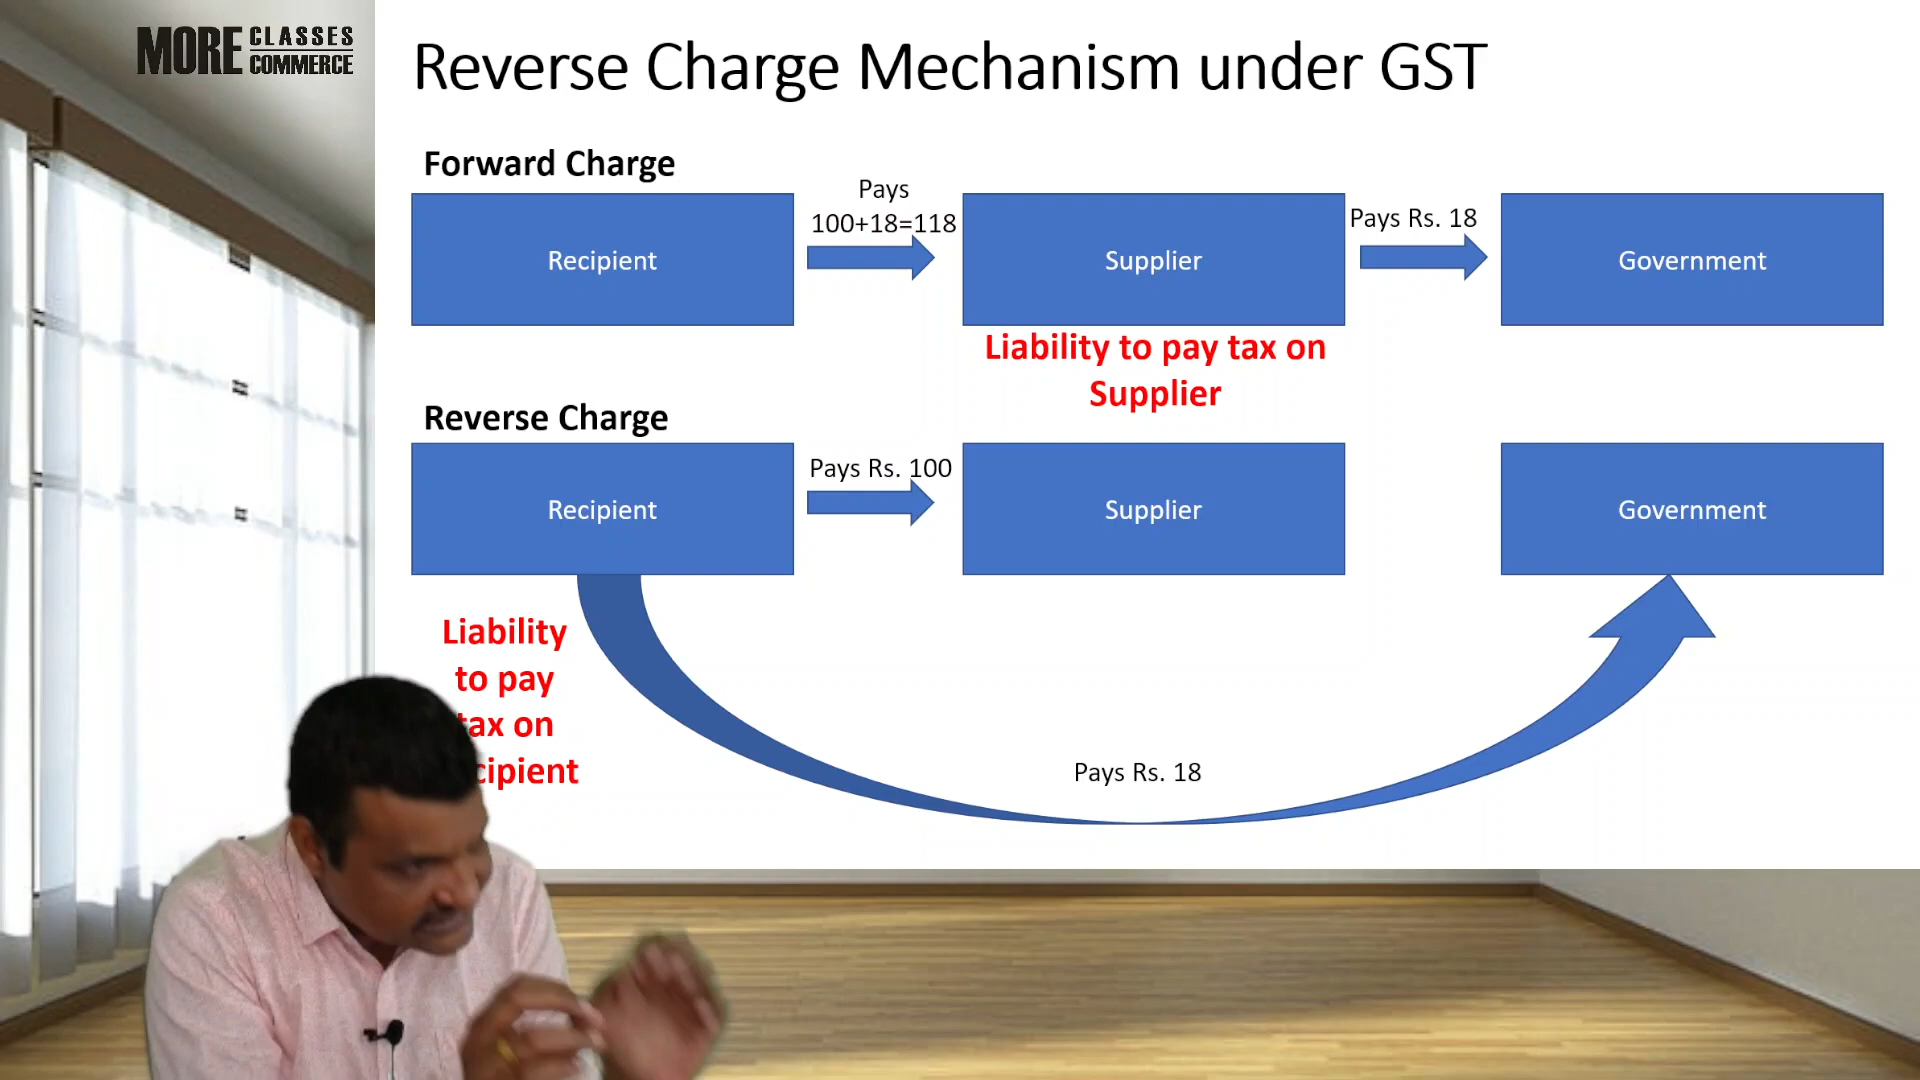 MORE CLASSES COMMERCE
Reverse Charge Mechanism under GST
Forward Charge
Recipient
Pays
100+18=118
Supplier
Pays Rs. 18
Government
Liability to pay tax on
Supplier
Reverse Charge
Recipient
Pays Rs. 100
Supplier
Government
Liability
to pay
tax on
cipient
Pays Rs. 18